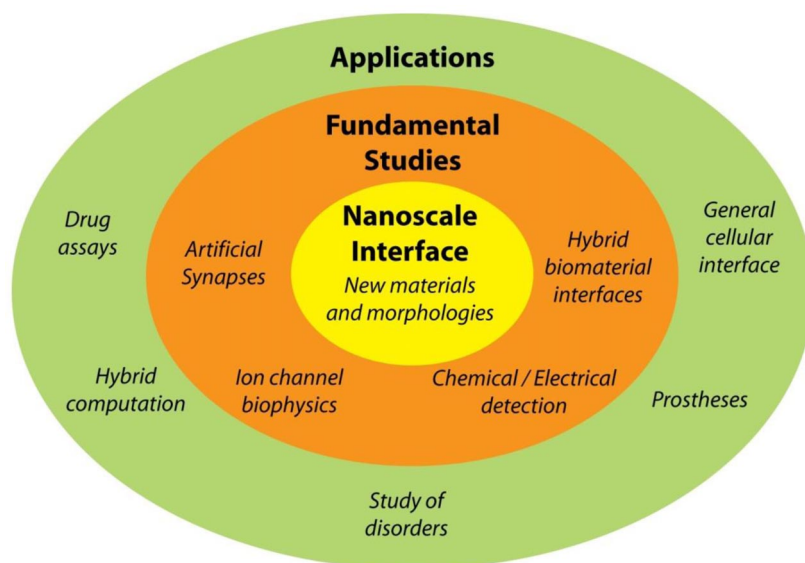 Applications
Fundamental
Studies
Nanoscale
Interface
New materials
and morphologies
Drug
assays
Artificial
Synapses
Hybrid
biomaterial
interfaces
General
cellular
interface
Hybrid
computation
Ion channel
biophysics
Chemical / Electrical
detection
Prostheses
Study of
disorders